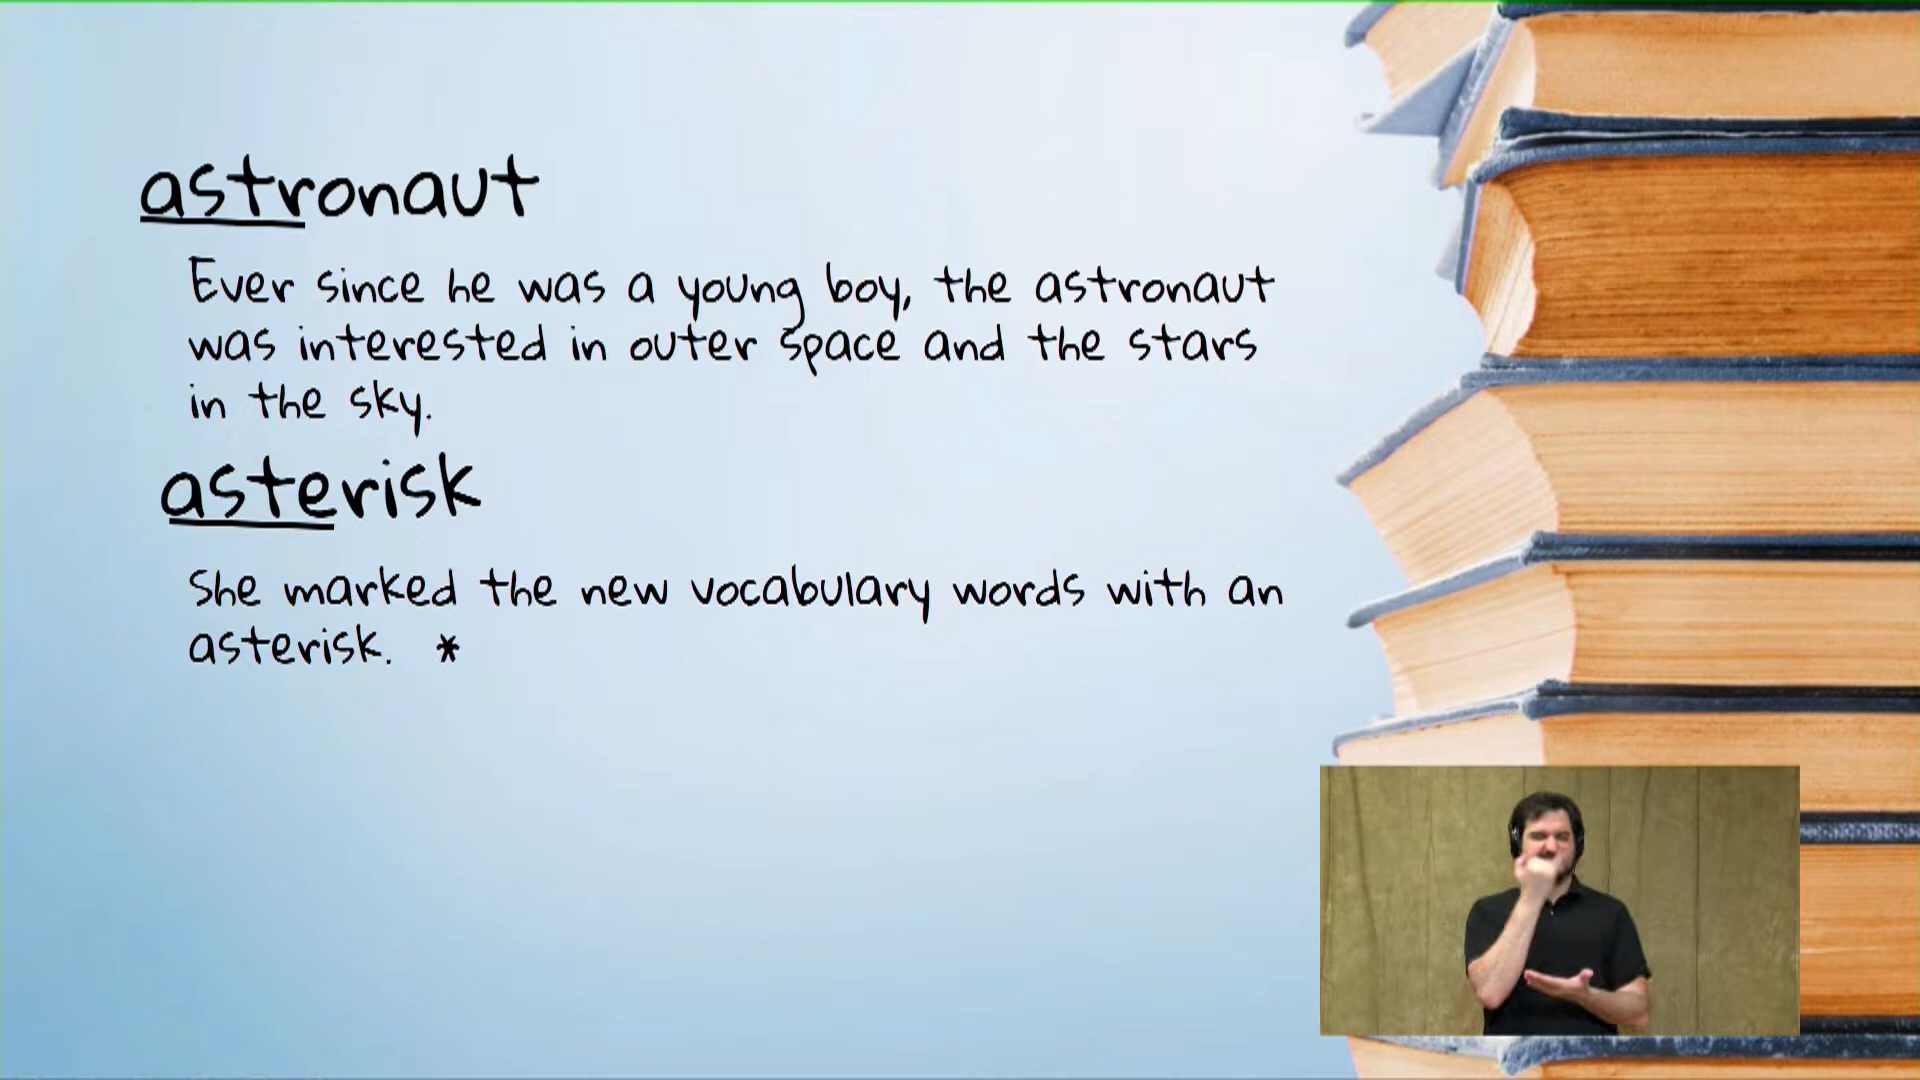 astronaut
Ever since he was a young boy, the astronaut
was interested in outer space and the stars
in the sky.
asterisk
She marked the new vocabulary words with an
asterisk. *